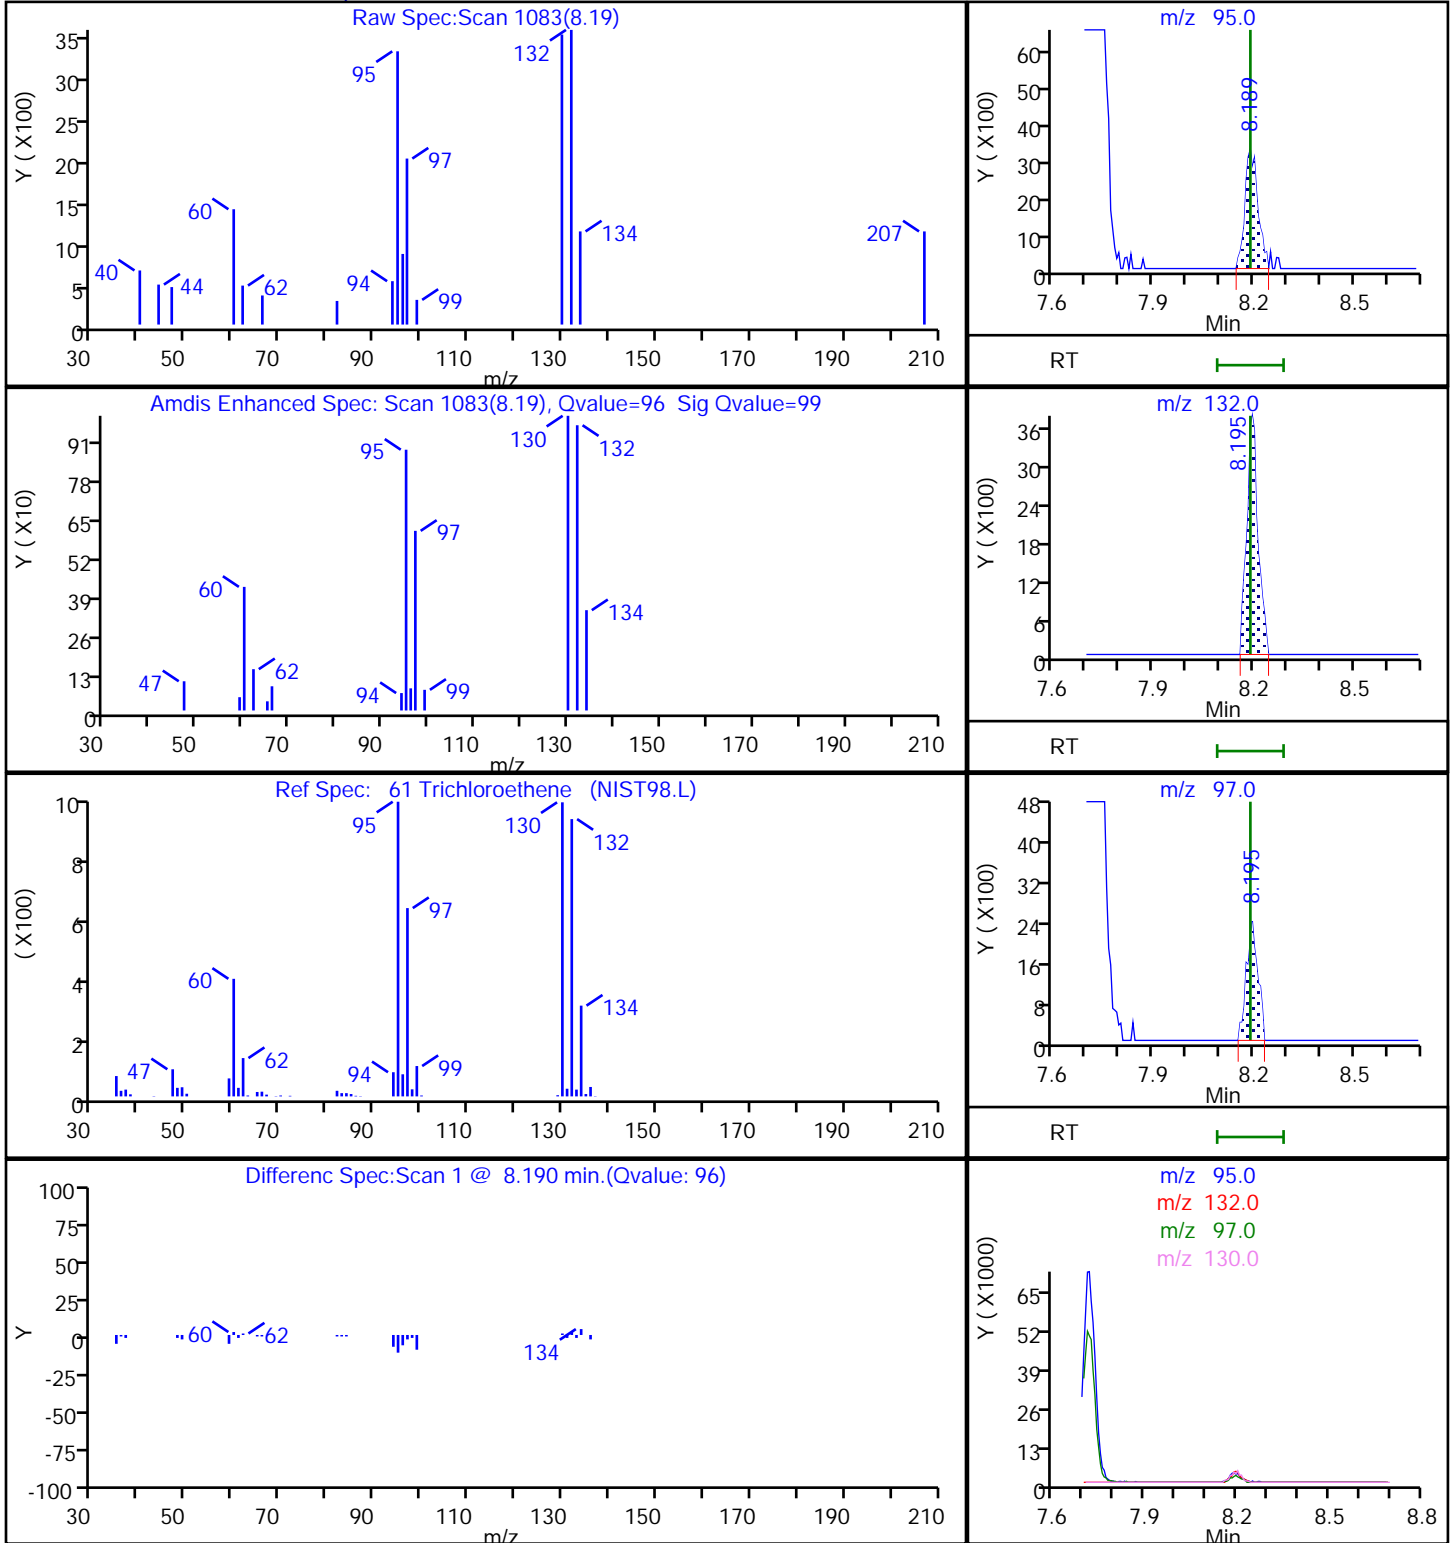 Raw Spec:Scan 1083(8.19)
Y ( X100)
35
30
25
20
15
10
5
0
132
95
97
60
134
207
40
44
62
94
99
30 50 70 90 110 130 150 170 190 210
m/z
m/z 95.0
Y ( X100)
60
50
40
30
20
10
0
8.189
7.6 7.9 8.2 8.5
Min
RT
Amdis Enhanced Spec: Scan 1083(8.19), Qvalue=96 Sig Qvalue=99
Y ( X10)
91
78
65
52
39
26
13
0
130
132
95
97
60
134
47
62
94
99
30 50 70 90 110 130 150 170 190 210
m/z
m/z 132.0
Y ( X100)
36
30
24
18
12
6
0
8.195
7.6 7.9 8.2 8.5
Min
RT
Ref Spec: 61 Trichloroethene (NIST98.L)
( X100)
10
8
6
4
2
0
95
130
132
97
60
134
47
62
94
99
30 50 70 90 110 130 150 170 190 210
m/z
m/z 97.0
Y ( X100)
48
40
32
24
16
8
0
8.195
7.6 7.9 8.2 8.5
Min
RT
Differenc Spec:Scan 1 @ 8.190 min.(Qvalue: 96)
Y
100
75
50
25
0
-25
-50
-75
-100
60
62
134
30 50 70 90 110 130 150 170 190 210
m/z
m/z 95.0
m/z 132.0
m/z 97.0
m/z 130.0
Y ( X1000)
65
52
39
26
13
0
7.6 7.9 8.2 8.5 8.8
Min